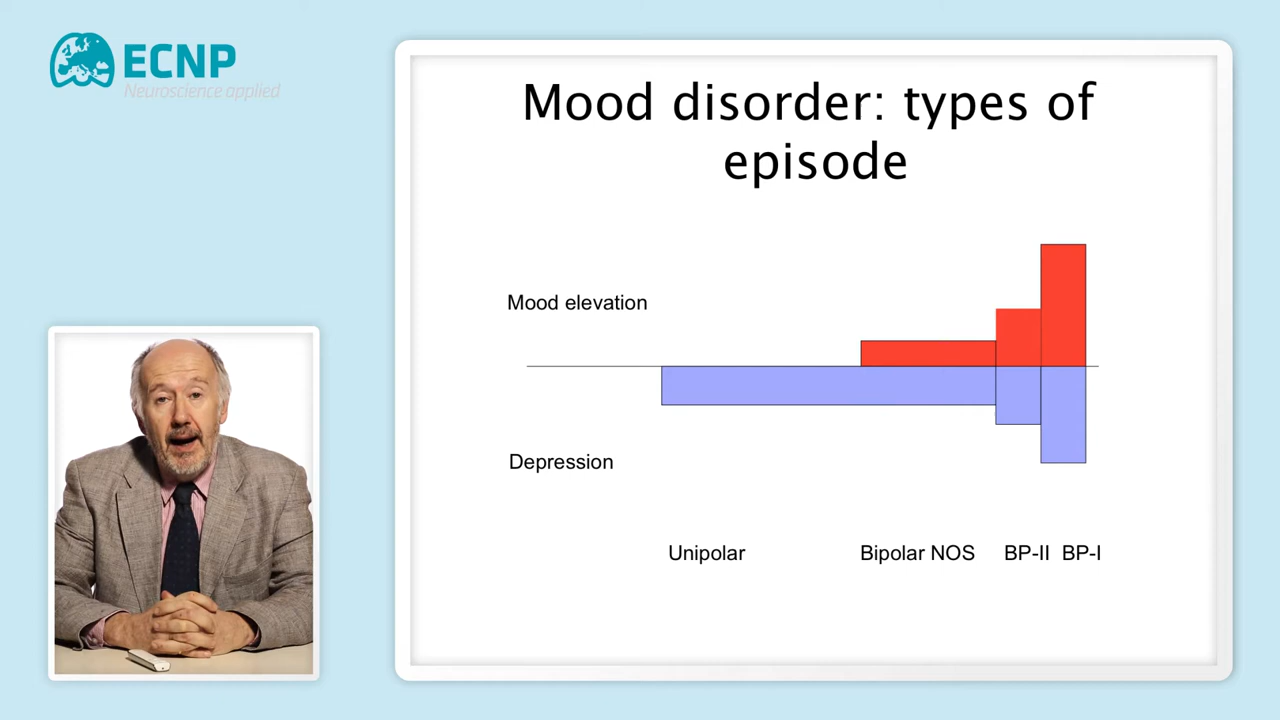 ECNP
Neuroscience applied
Mood disorder: types of
episode
Mood elevation
Depression
Unipolar
Bipolar NOS
BP-II
BP-I